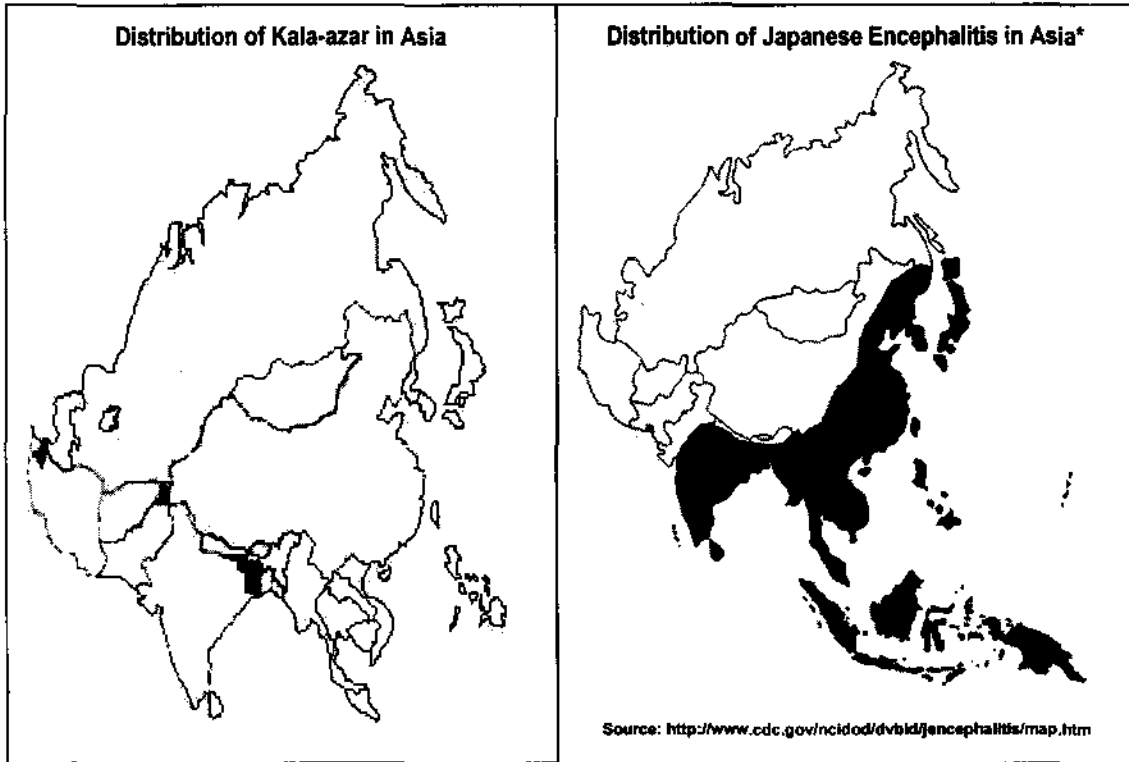 Distribution of Kala-azar in Asia
Distribution of Japanese Encephalitis in Asia*
Source: http://www.cdc.gov/ncidod/dvbid/jencephalitis/map.htm